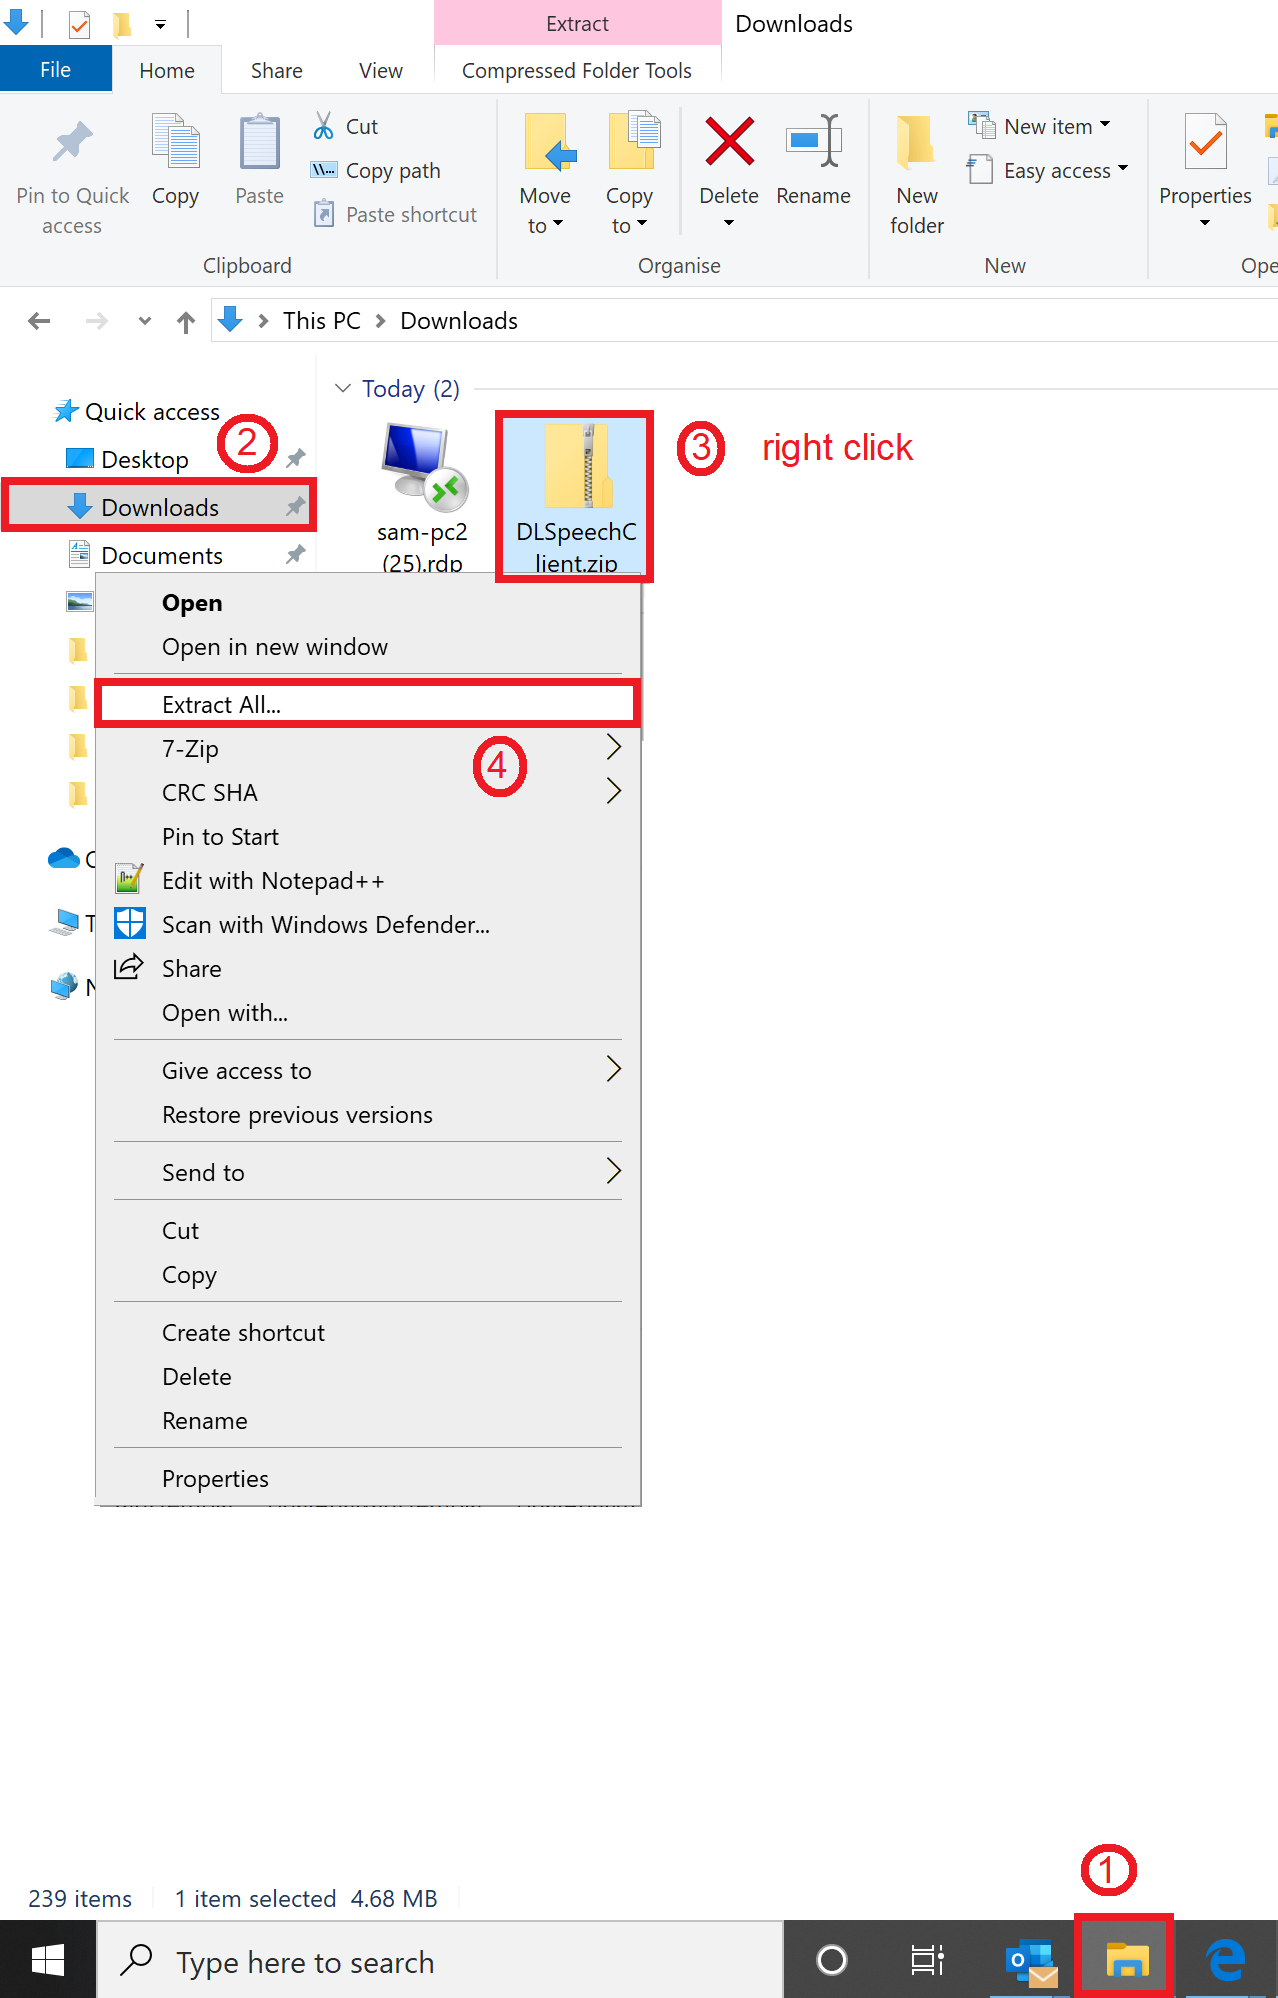 Extract
Downloads
File
Home
Share
View
Compressed Folder Tools
Pin to Quick
access
Copy
Paste
Cut
Copy path
Paste shortcut
Clipboard
Move
to
Copy
to
Delete
Rename
Organise
New
folder
New item
Easy access
New
Properties
Ope
This PC
Downloads
Quick access
2
Desktop
Downloads
Documents
Today (2)
sam-pc2
(25).rdp
DLSpeechC
lient.zip
3
right click
Open
Open in new window
Extract All...
7-Zip
4
CRC SHA
Pin to Start
Edit with Notepad++
Scan with Windows Defender...
Share
Open with...
Give access to
Restore previous versions
Send to
Cut
Copy
Create shortcut
Delete
Rename
Properties
239 items
1 item selected 4.68 MB
1
Type here to search